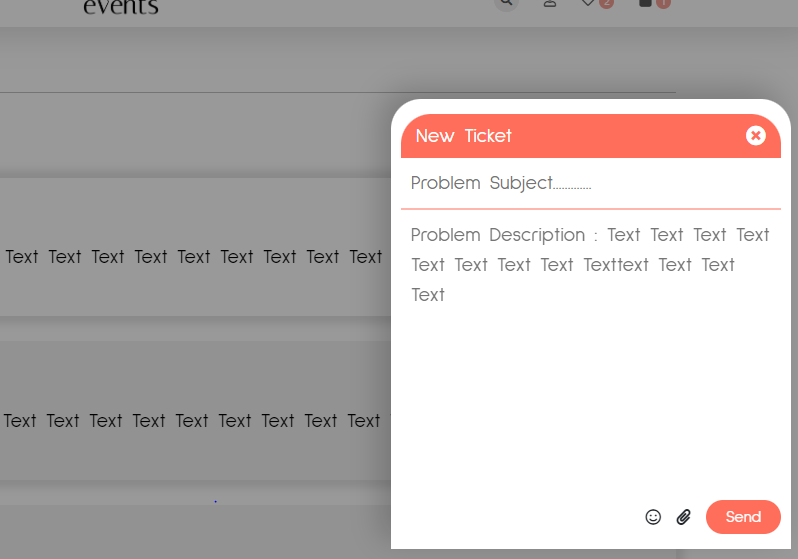 events
2
1
New Ticket
Problem Subject.............
Problem Description : Text Text Text Text
Text Text Text Text Texttext Text Text
Text
Text Text Text Text Text Text Text Text Text
Text Text Text Text Text Text Text Text Text
Send